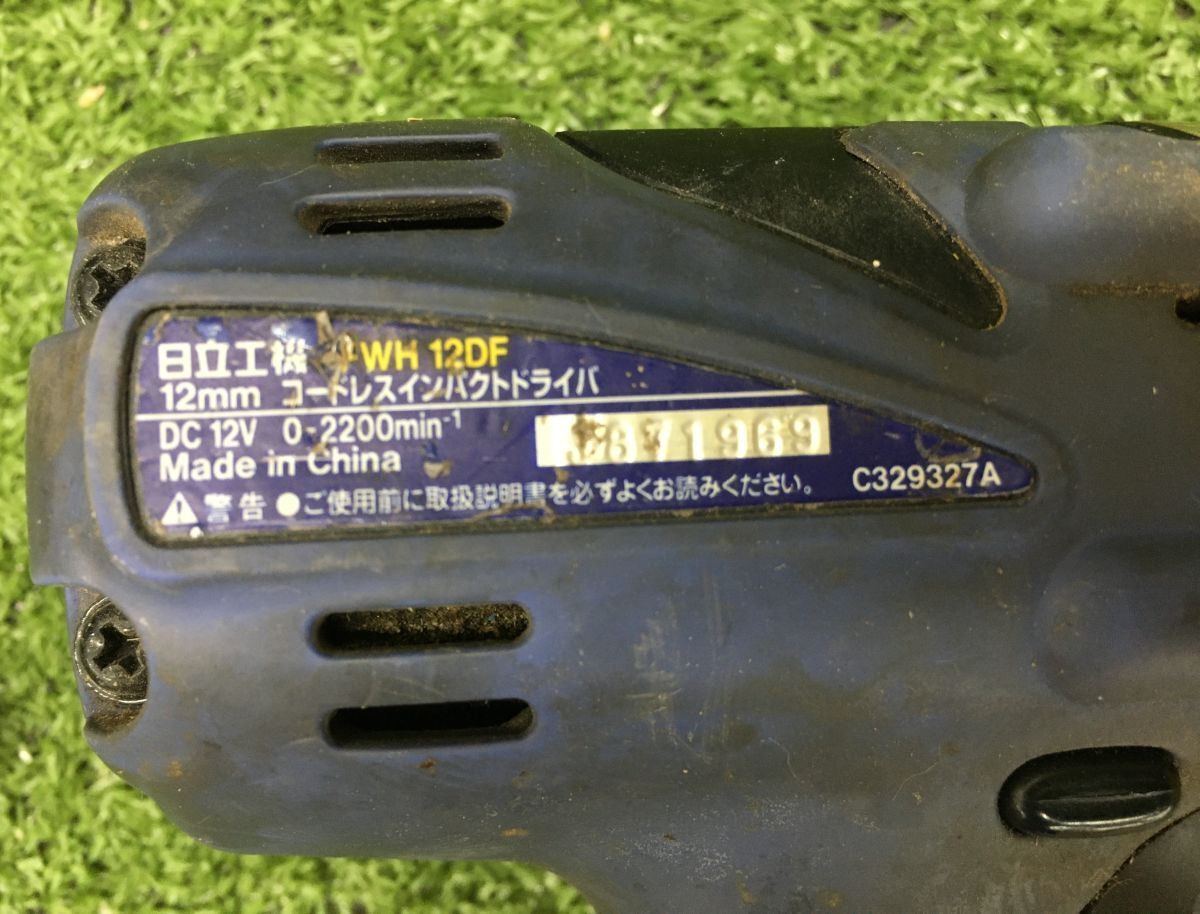 日立工機 WH 12DF
12mm コードレスインパクトドライバ
DC 12V 0-2200min⁻¹
Made in China
警告 ●ご使用前に取扱説明書を必ずよくお読みください。
C329327A